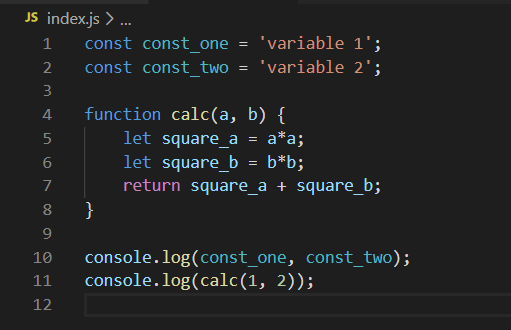 JS index.js > ...
1 const const_one = 'variable 1';
2 const const_two = 'variable 2';
3
4 function calc(a, b) {
5     let square_a = a*a;
6     let square_b = b*b;
7     return square_a + square_b;
8 }
9
10 console.log(const_one, const_two);
11 console.log(calc(1, 2));
12